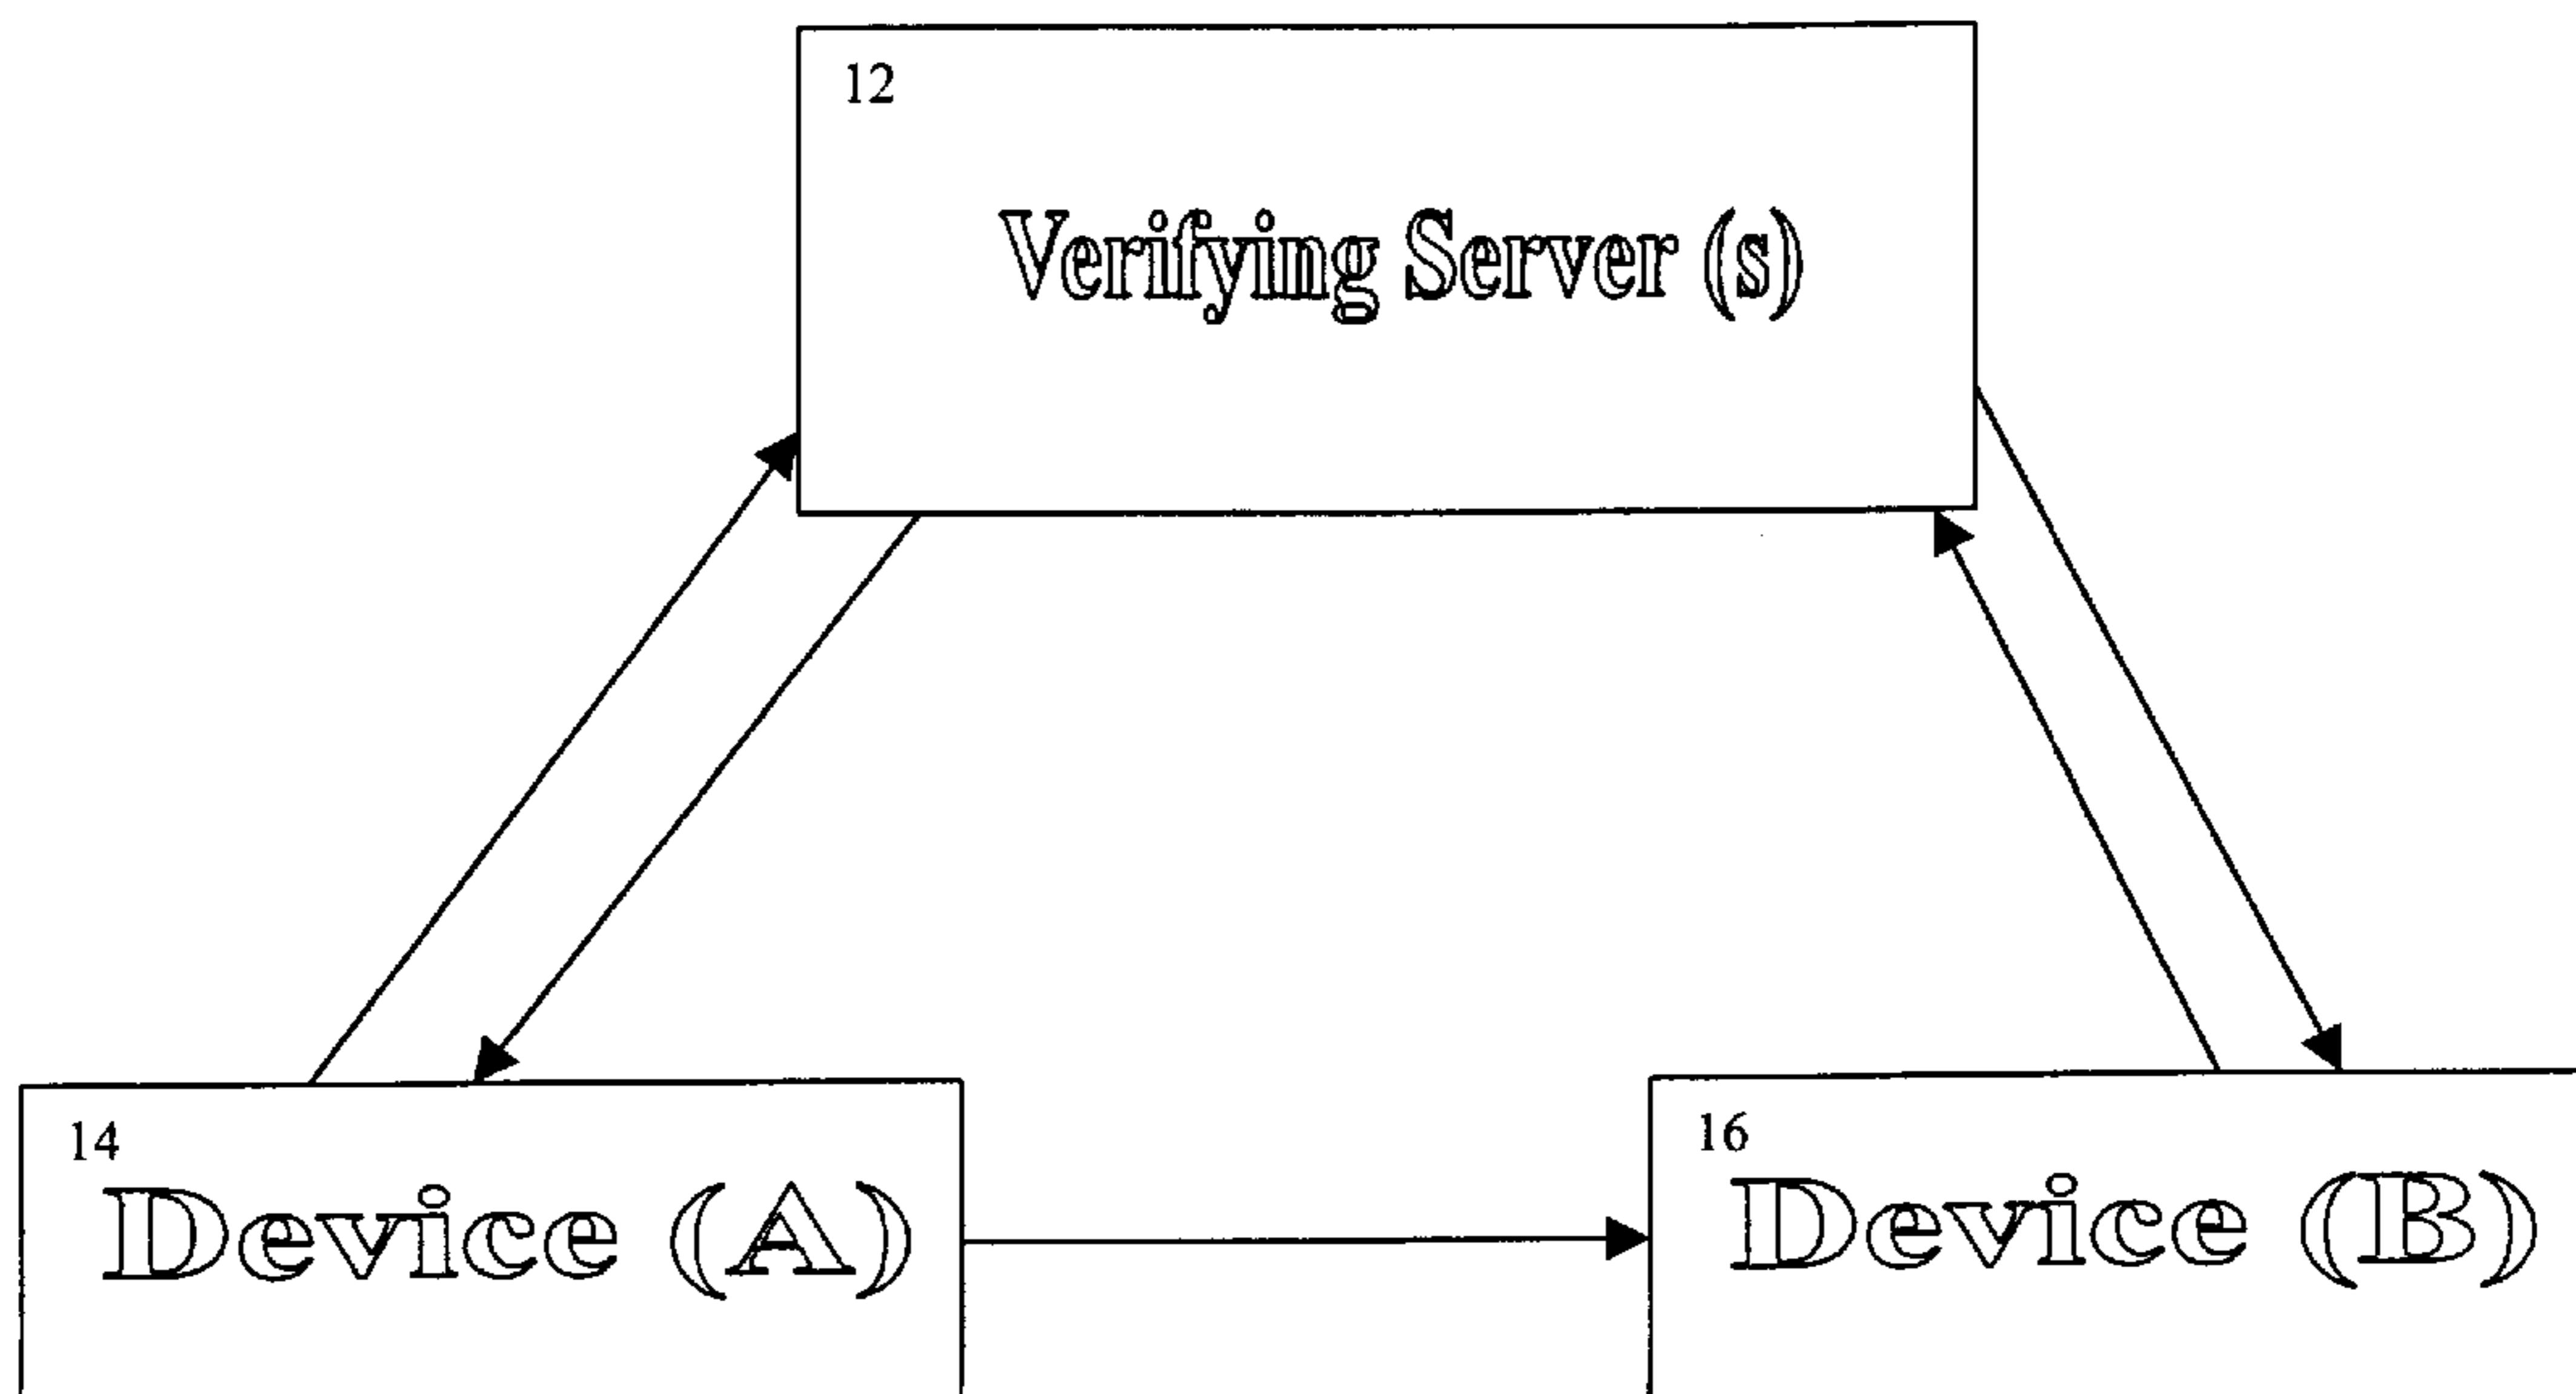 12
Verifying Server (s)
14
Device (A)
16
Device (B)